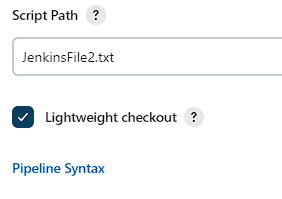 Script Path ?
JenkinsFile2.txt
Lightweight checkout ?
Pipeline Syntax